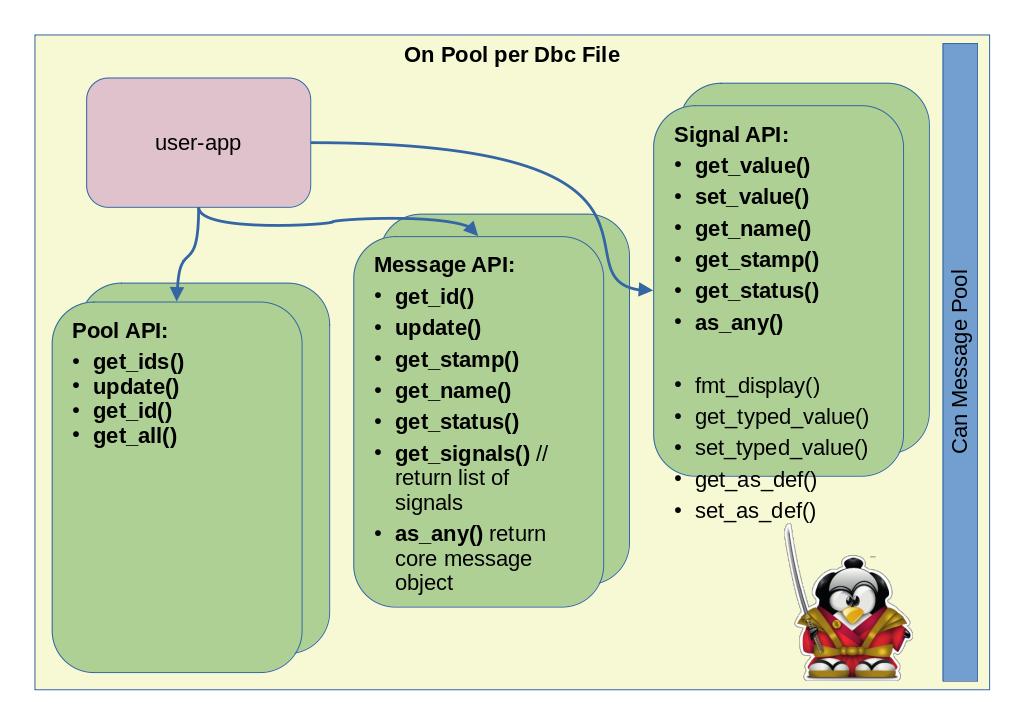 On Pool per Dbc File
user-app
Pool API:
• get_ids()
• update()
• get_id()
• get_all()
Message API:
• get_id()
• update()
• get_stamp()
• get_name()
• get_status()
• get_signals() //
return list of
signals
• as_any() return
core message
object
Signal API:
• get_value()
• set_value()
• get_name()
• get_stamp()
• get_status()
• as_any()
• fmt_display()
• get_typed_value()
• set_typed_value()
• get_as_def()
• set_as_def()
Can Message Pool